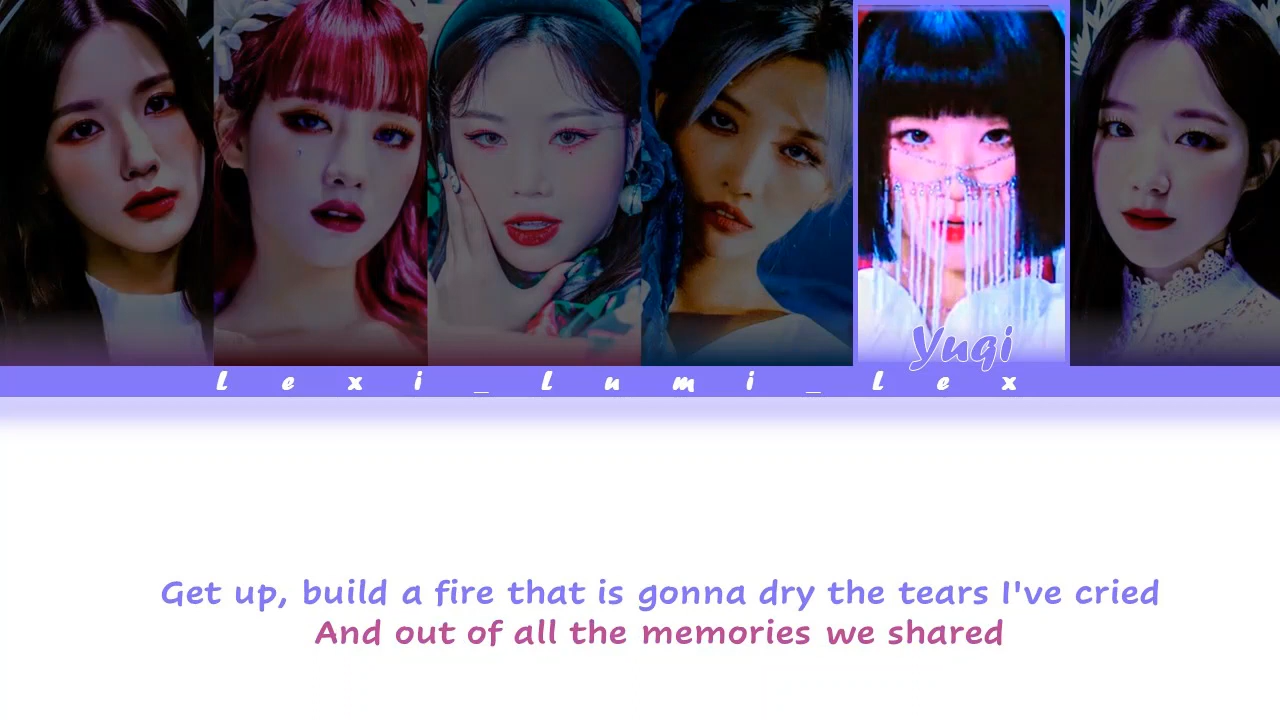 Yuqi
Lexi_Lumi_Lex
Get up, build a fire that is gonna dry the tears I've cried
And out of all the memories we shared